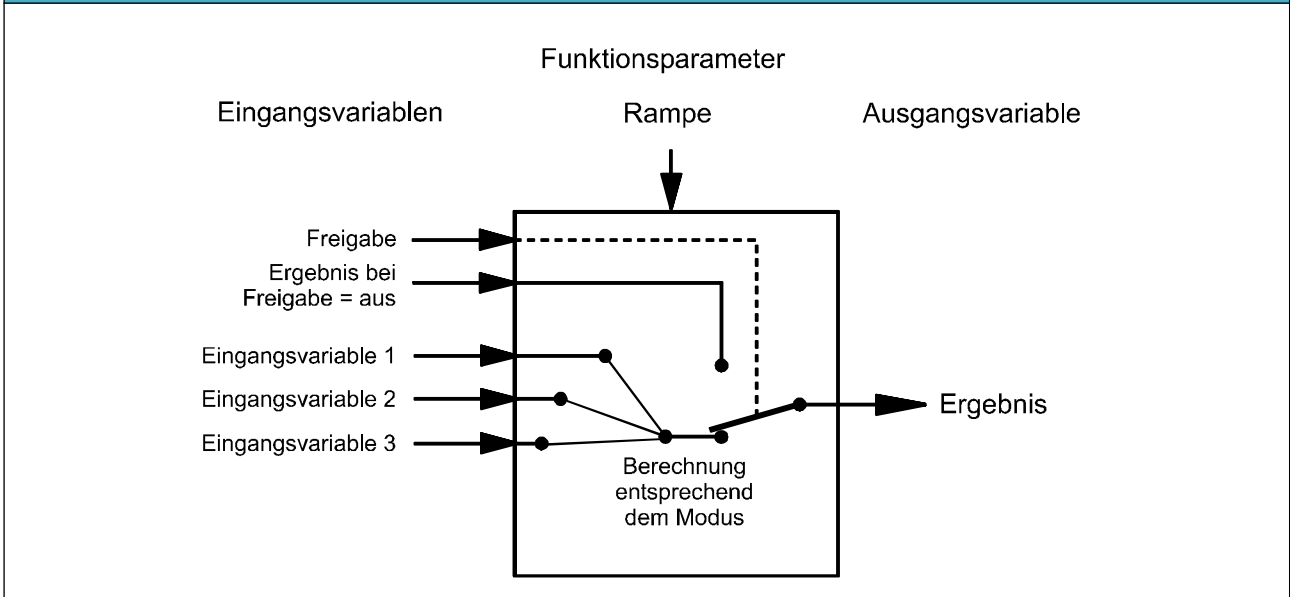 Funktionsparameter
Eingangsvariablen
Rampe
Ausgangsvariable
Freigabe
Ergebnis bei
Freigabe = aus
Eingangsvariable 1
Eingangsvariable 2
Eingangsvariable 3
Ergebnis
Berechnung
entsprechend
dem Modus